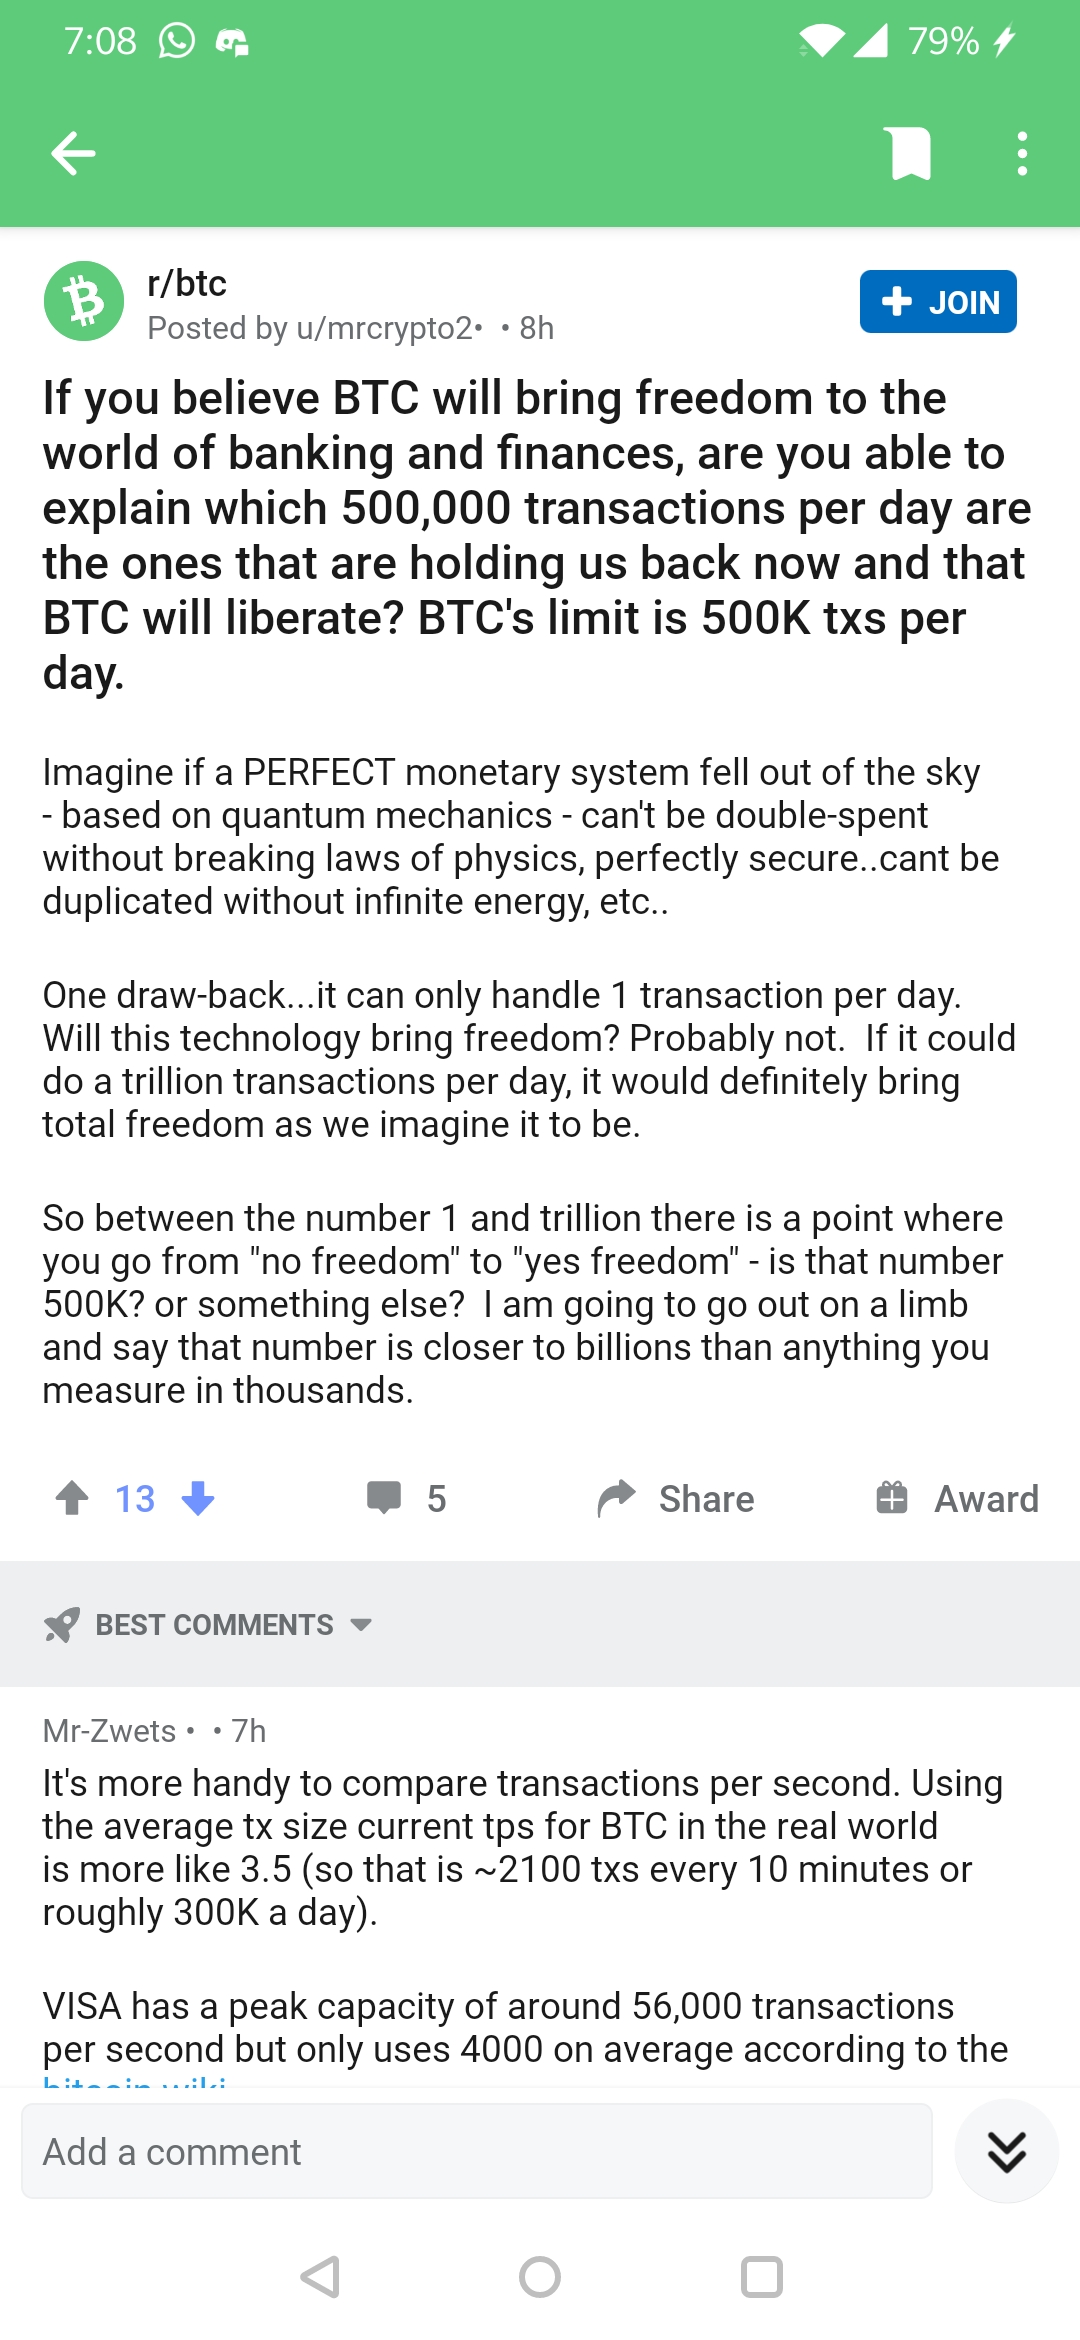 7:08
79%
r/btc
Posted by u/mrcrypto2• • 8h
+ JOIN
If you believe BTC will bring freedom to the
world of banking and finances, are you able to
explain which 500,000 transactions per day are
the ones that are holding us back now and that
BTC will liberate? BTC's limit is 500K txs per
day.
Imagine if a PERFECT monetary system fell out of the sky
- based on quantum mechanics - can't be double-spent
without breaking laws of physics, perfectly secure..cant be
duplicated without infinite energy, etc..
One draw-back...it can only handle 1 transaction per day.
Will this technology bring freedom? Probably not.  If it could
do a trillion transactions per day, it would definitely bring
total freedom as we imagine it to be.
So between the number 1 and trillion there is a point where
you go from "no freedom" to "yes freedom" - is that number
500K? or something else?  I am going to go out on a limb
and say that number is closer to billions than anything you
measure in thousands.
13
5
Share
Award
BEST COMMENTS
Mr-Zwets • • 7h
It's more handy to compare transactions per second. Using
the average tx size current tps for BTC in the real world
is more like 3.5 (so that is ~2100 txs every 10 minutes or
roughly 300K a day).
VISA has a peak capacity of around 56,000 transactions
per second but only uses 4000 on average according to the
bitcoin wiki
Add a comment